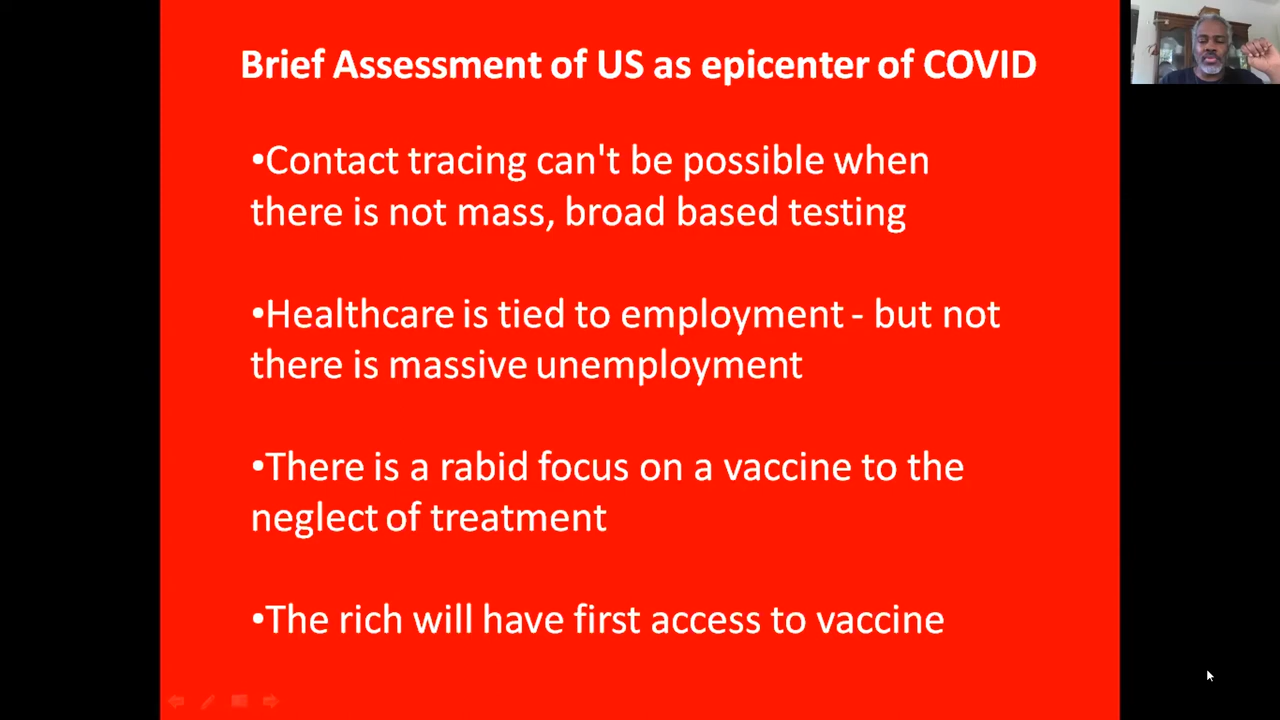 Brief Assessment of US as epicenter of COVID
•Contact tracing can't be possible when
there is not mass, broad based testing
•Healthcare is tied to employment - but not
there is massive unemployment
•There is a rabid focus on a vaccine to the
neglect of treatment
•The rich will have first access to vaccine